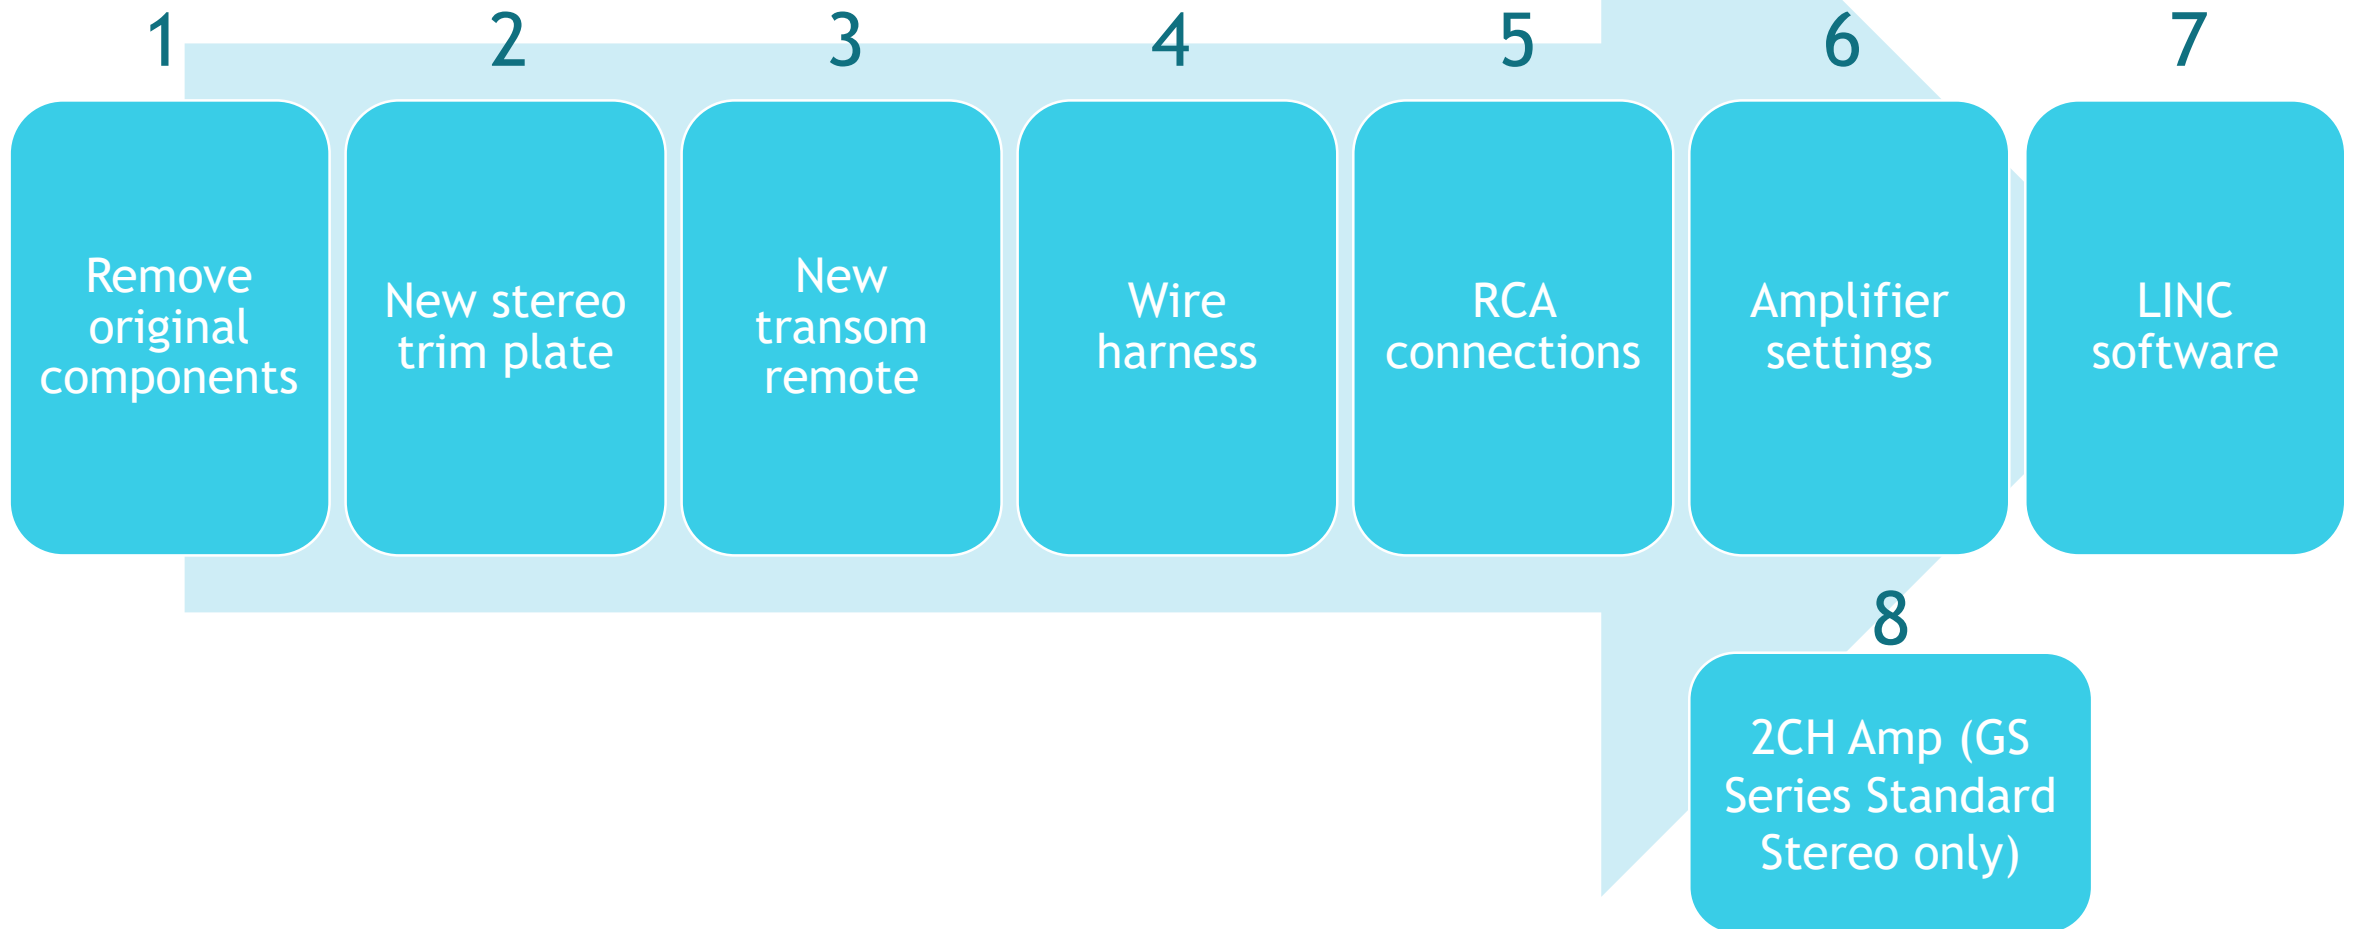 1
Remove
original
components
2
New stereo
trim plate
3
New
transom
remote
4
Wire
harness
5
RCA
connections
6
Amplifier
settings
7
LINC
software
8
2CH Amp (GS
Series Standard
Stereo only)